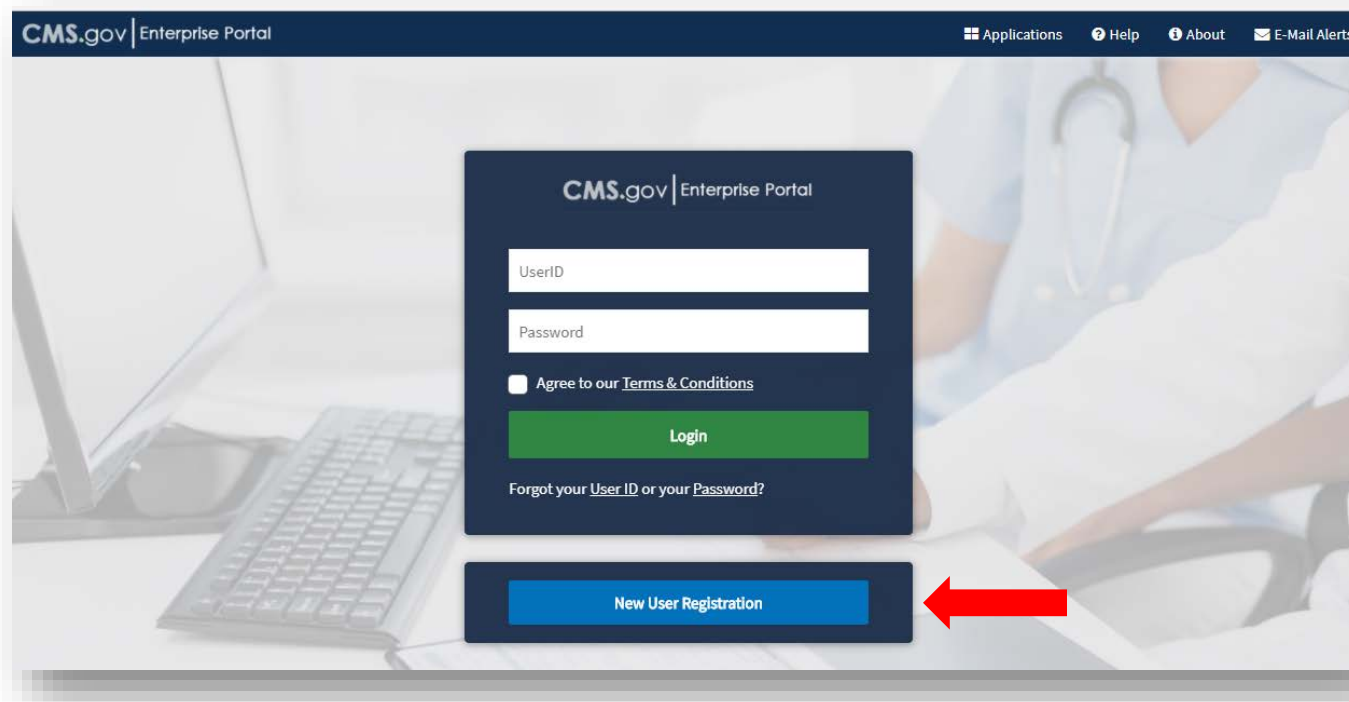 CMS.gov Enterprise Portal
Applications Help About E-Mail Alerts
CMS.gov Enterprise Portal
UserID
Password
Agree to our Terms & Conditions
Login
Forgot your User ID or your Password?
New User Registration